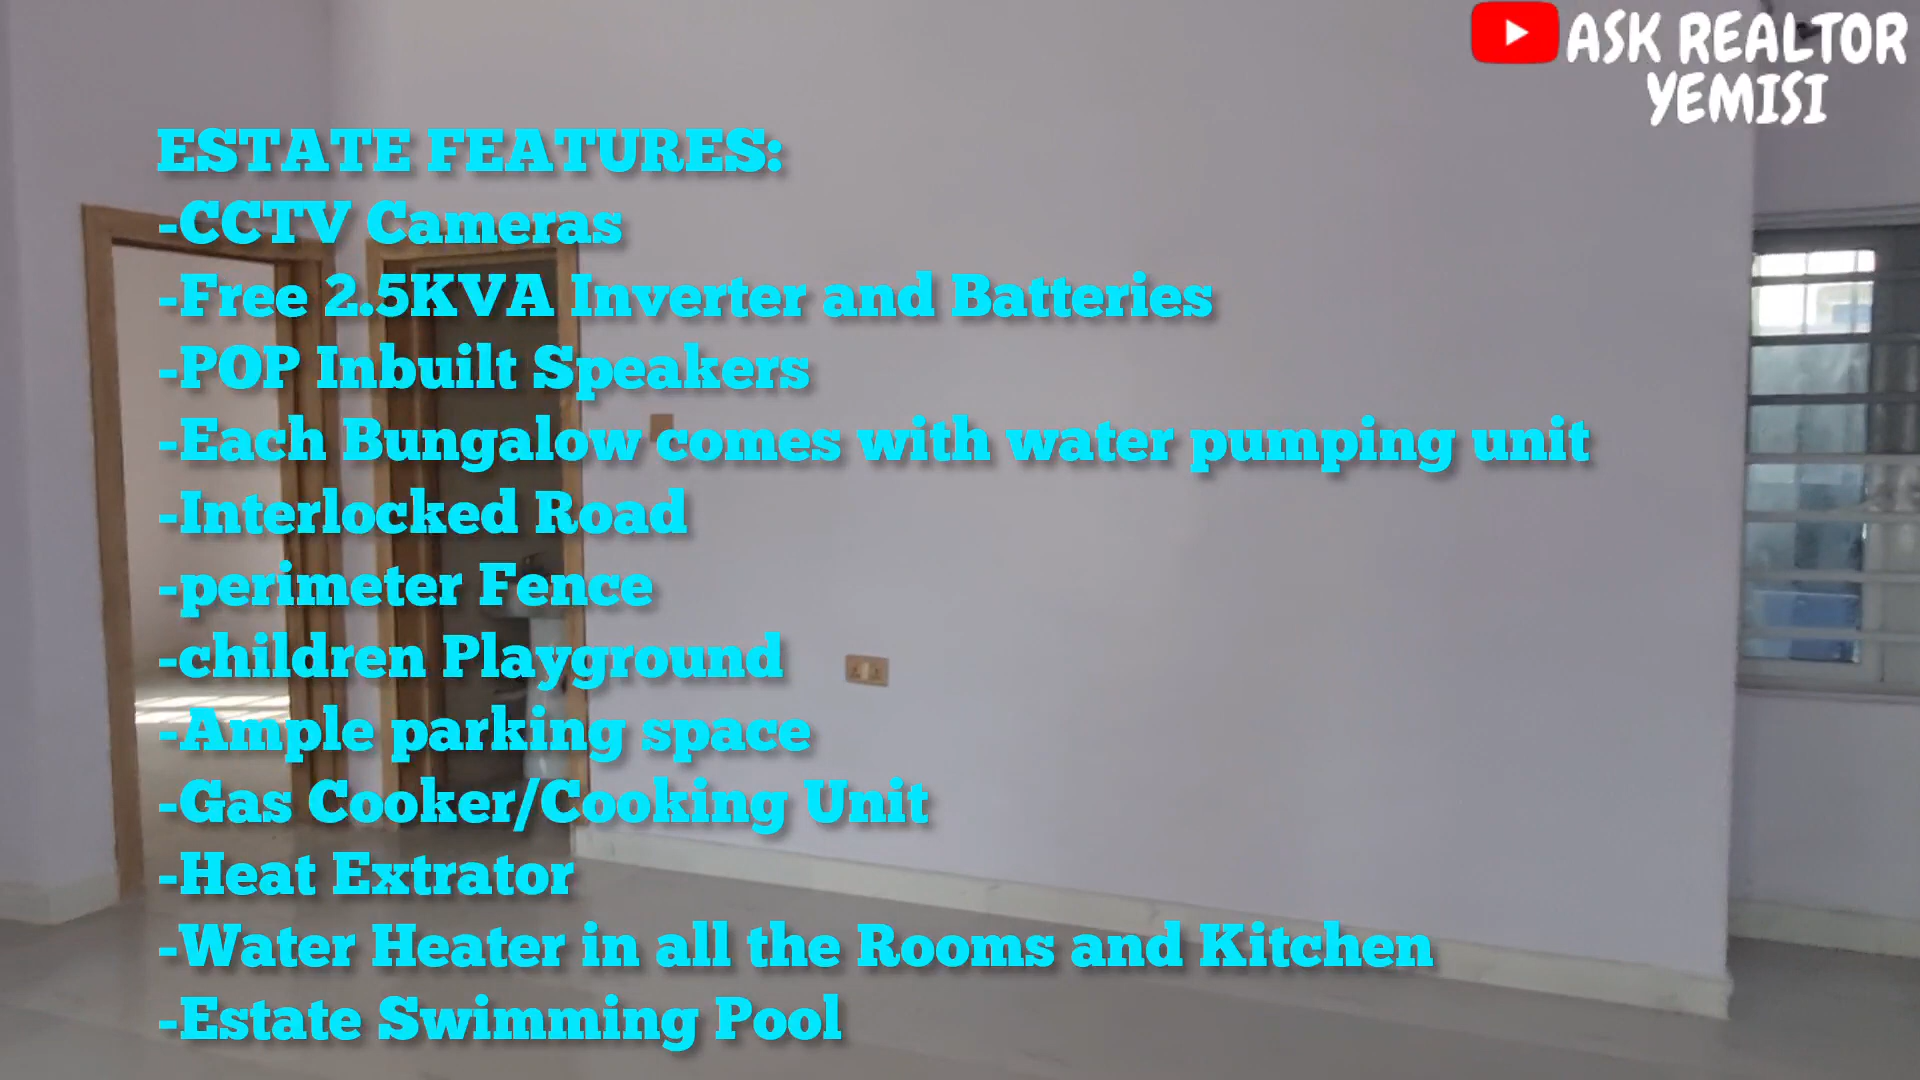 ASK REALTOR
YEMISI
ESTATE FEATURES:
-CCTV Cameras
-Free 2.5KVA Inverter and Batteries
-POP Inbuilt Speakers
-Each Bungalow comes with water pumping unit
-Interlocked Road
-perimeter Fence
-children Playground
-Ample parking space
-Gas Cooker/Cooking Unit
-Heat Extrator
-Water Heater in all the Rooms and Kitchen
-Estate Swimming Pool